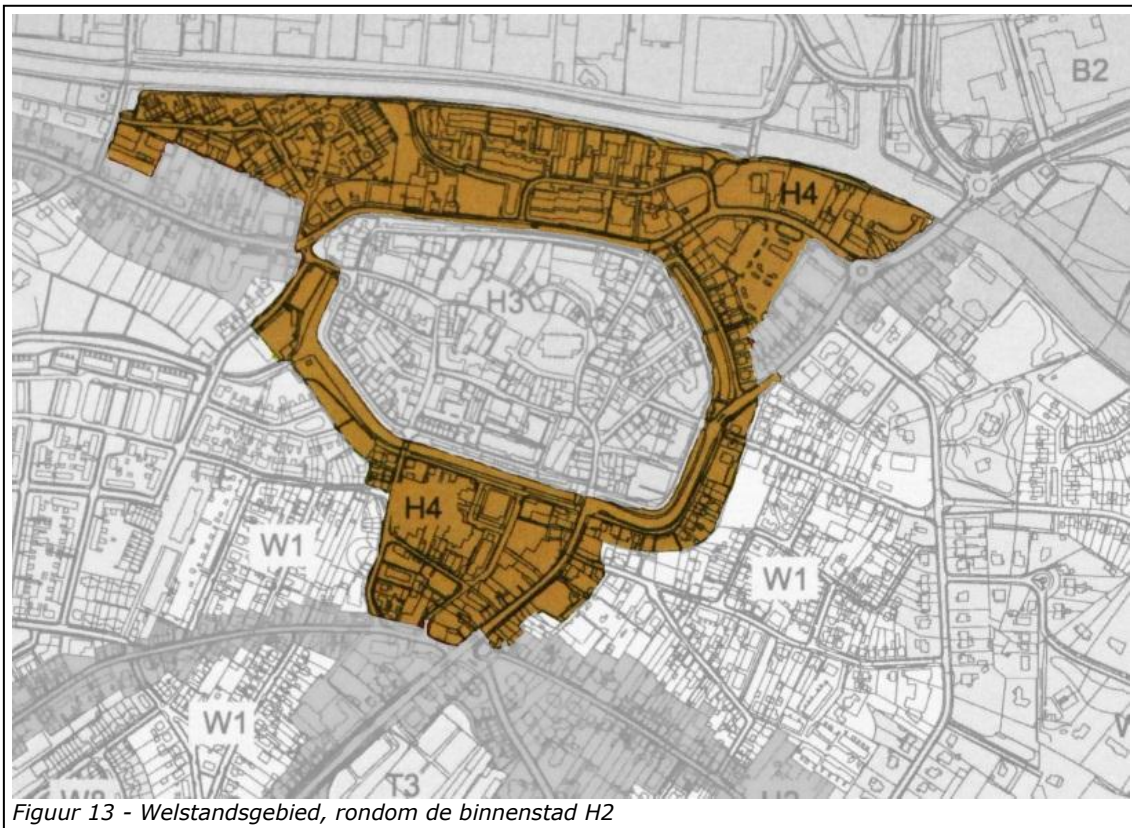 B2
H4
H3
H4
W1
W1
W1
T3
Figuur 13 - Welstandsgebied, rondom de binnenstad H2